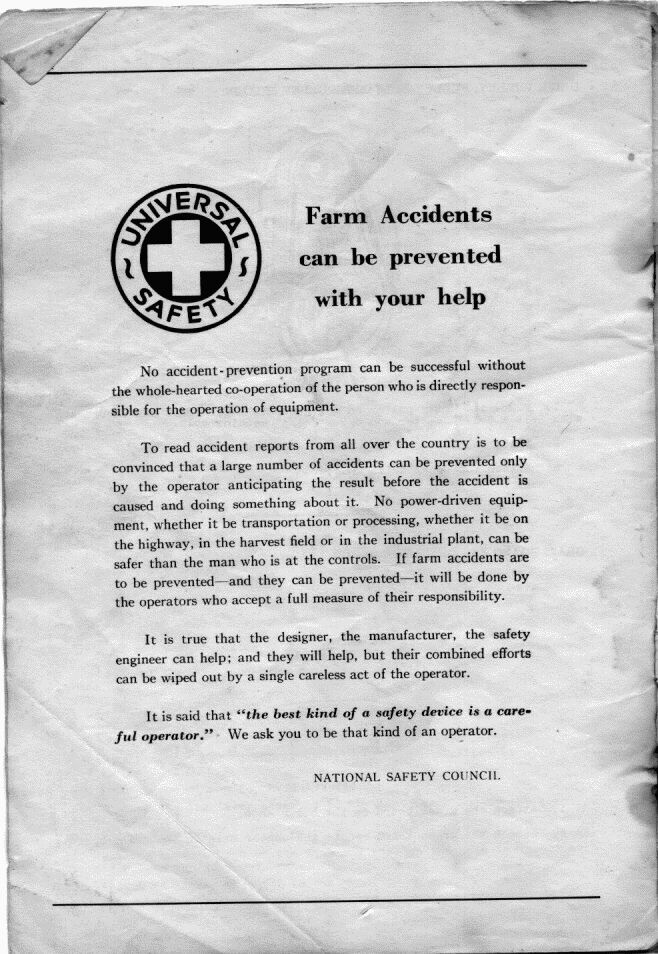 UNIVERSAL
SAFETY
Farm Accidents
can be prevented
with your help
No accident-prevention program can be successful without
the whole-hearted co-operation of the person who is directly respon-
sible for the operation of equipment.
To read accident reports from all over the country is to be
convinced that a large number of accidents can be prevented only
by the operator anticipating the result before the accident is
caused and doing something about it. No power-driven equip-
ment, whether it be transportation or processing, whether it be on
the highway, in the harvest field or in the industrial plant, can be
safer than the man who is at the controls. If farm accidents are
to be prevented—and they can be prevented—it will be done by
the operators who accept a full measure of their responsibility.
It is true that the designer, the manufacturer, the safety
engineer can help; and they will help, but their combined efforts
can be wiped out by a single careless act of the operator.
It is said that “the best kind of a safety device is a care-
ful operator.” We ask you to be that kind of an operator.
NATIONAL SAFETY COUNCIL.